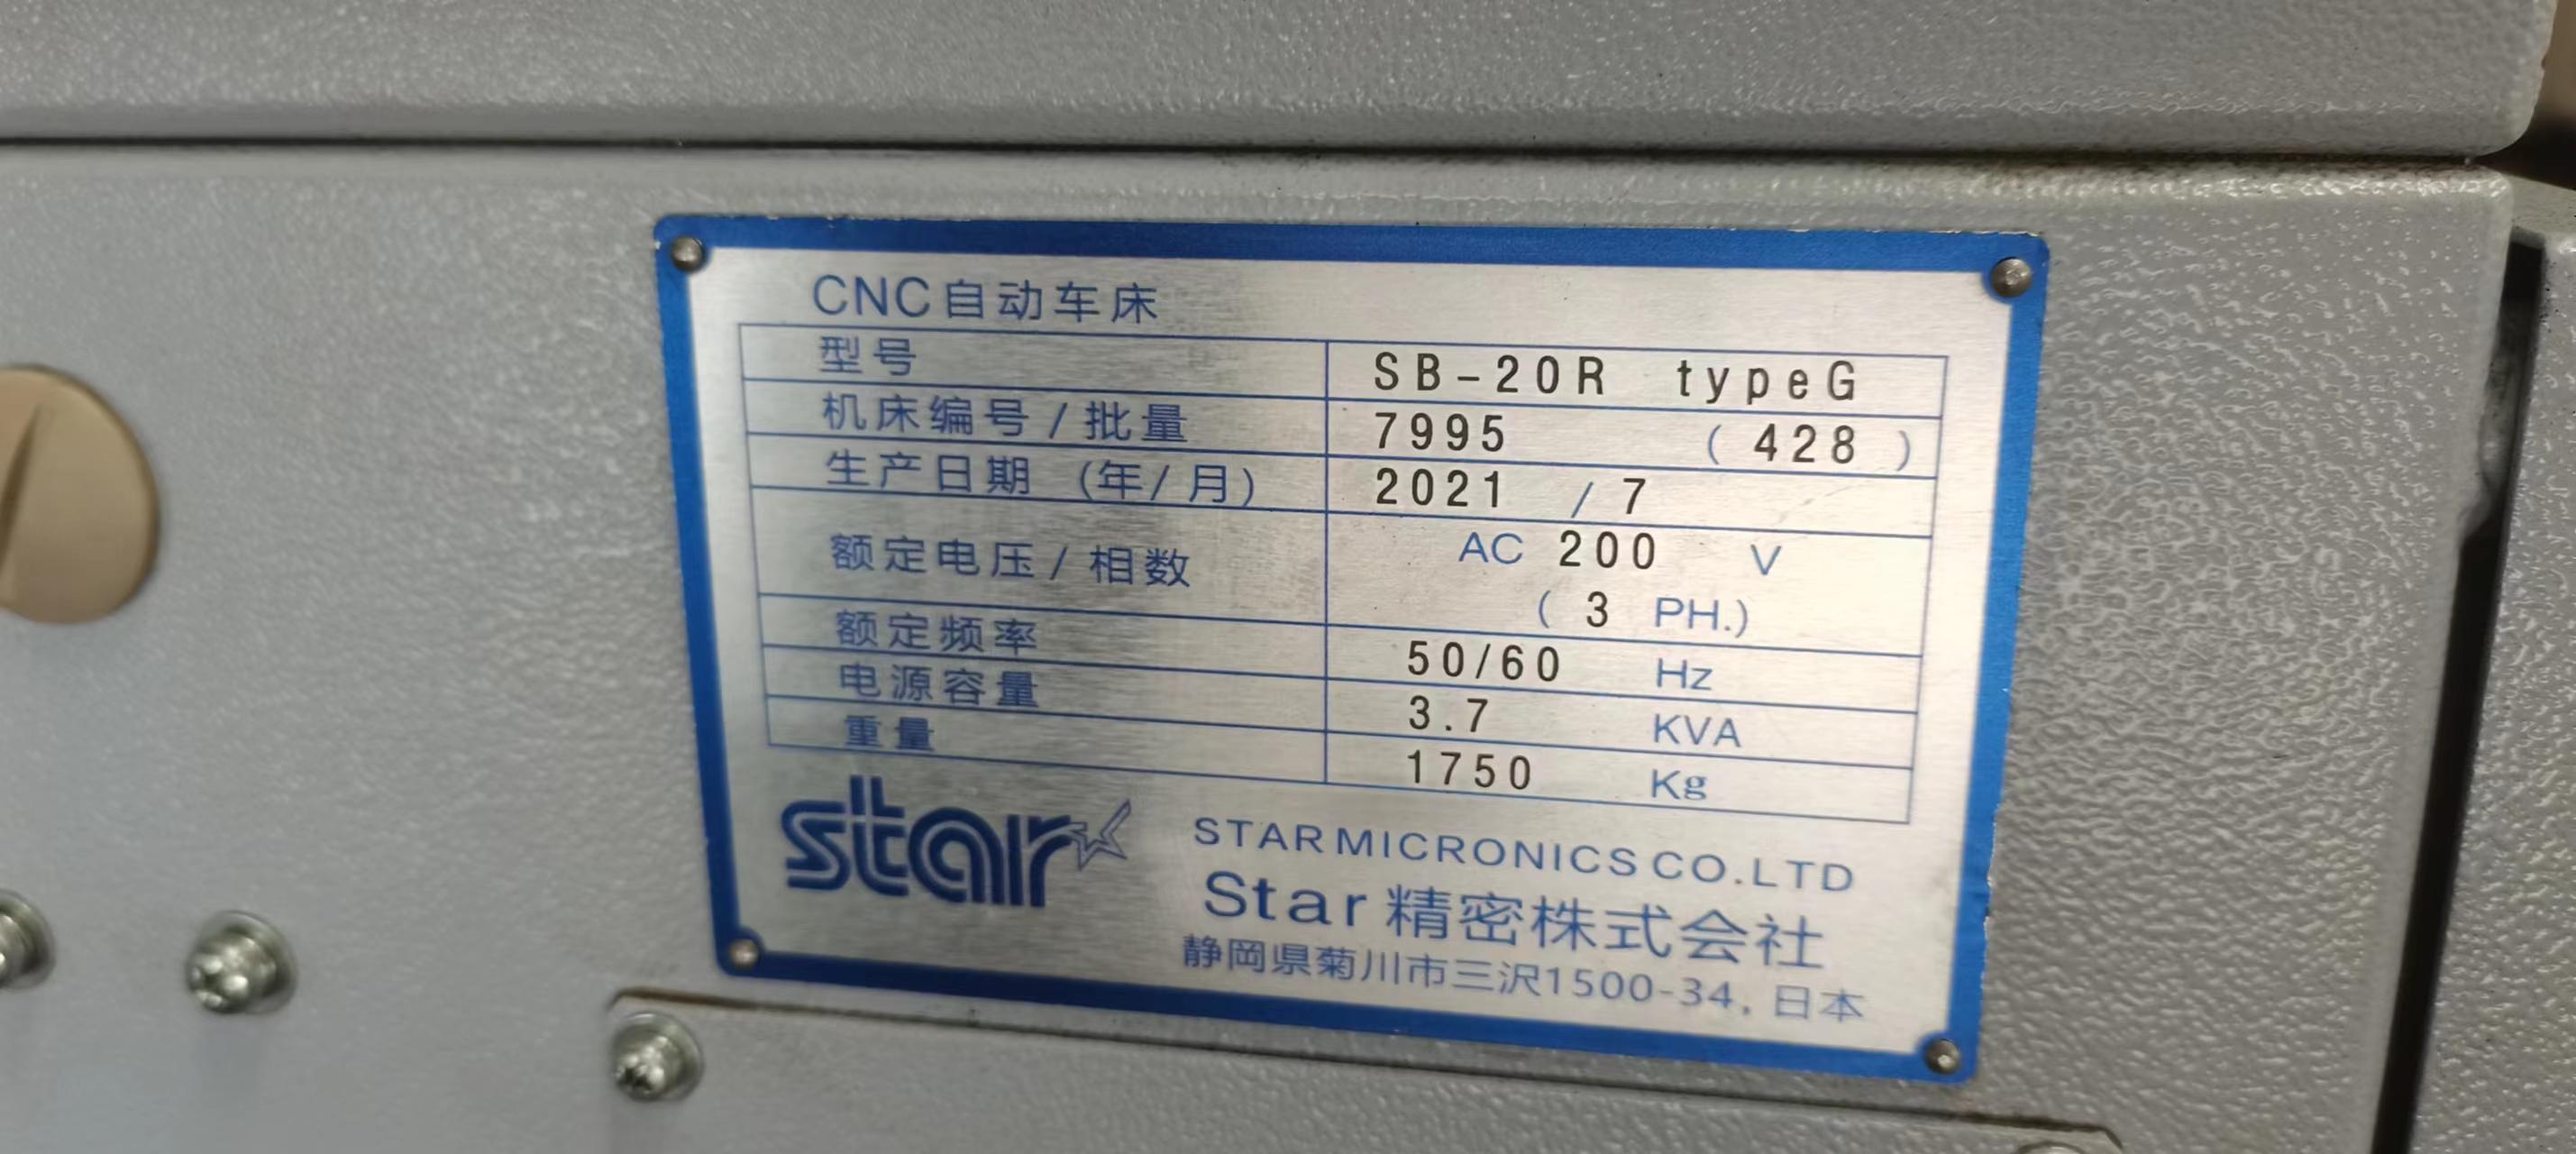 CNC自动车床
型号 SB-20R typeG
机床编号/批量 7995 (428)
生产日期 (年/月) 2021 / 7
额定电压/相数 AC 200 V
(3 PH.)
额定频率 50/60 Hz
电源容量 3.7 KVA
重量 1750 Kg
star
STAR MICRONICS CO.LTD
Star 精密株式会社
静岡県菊川市三沢1500-34, 日本